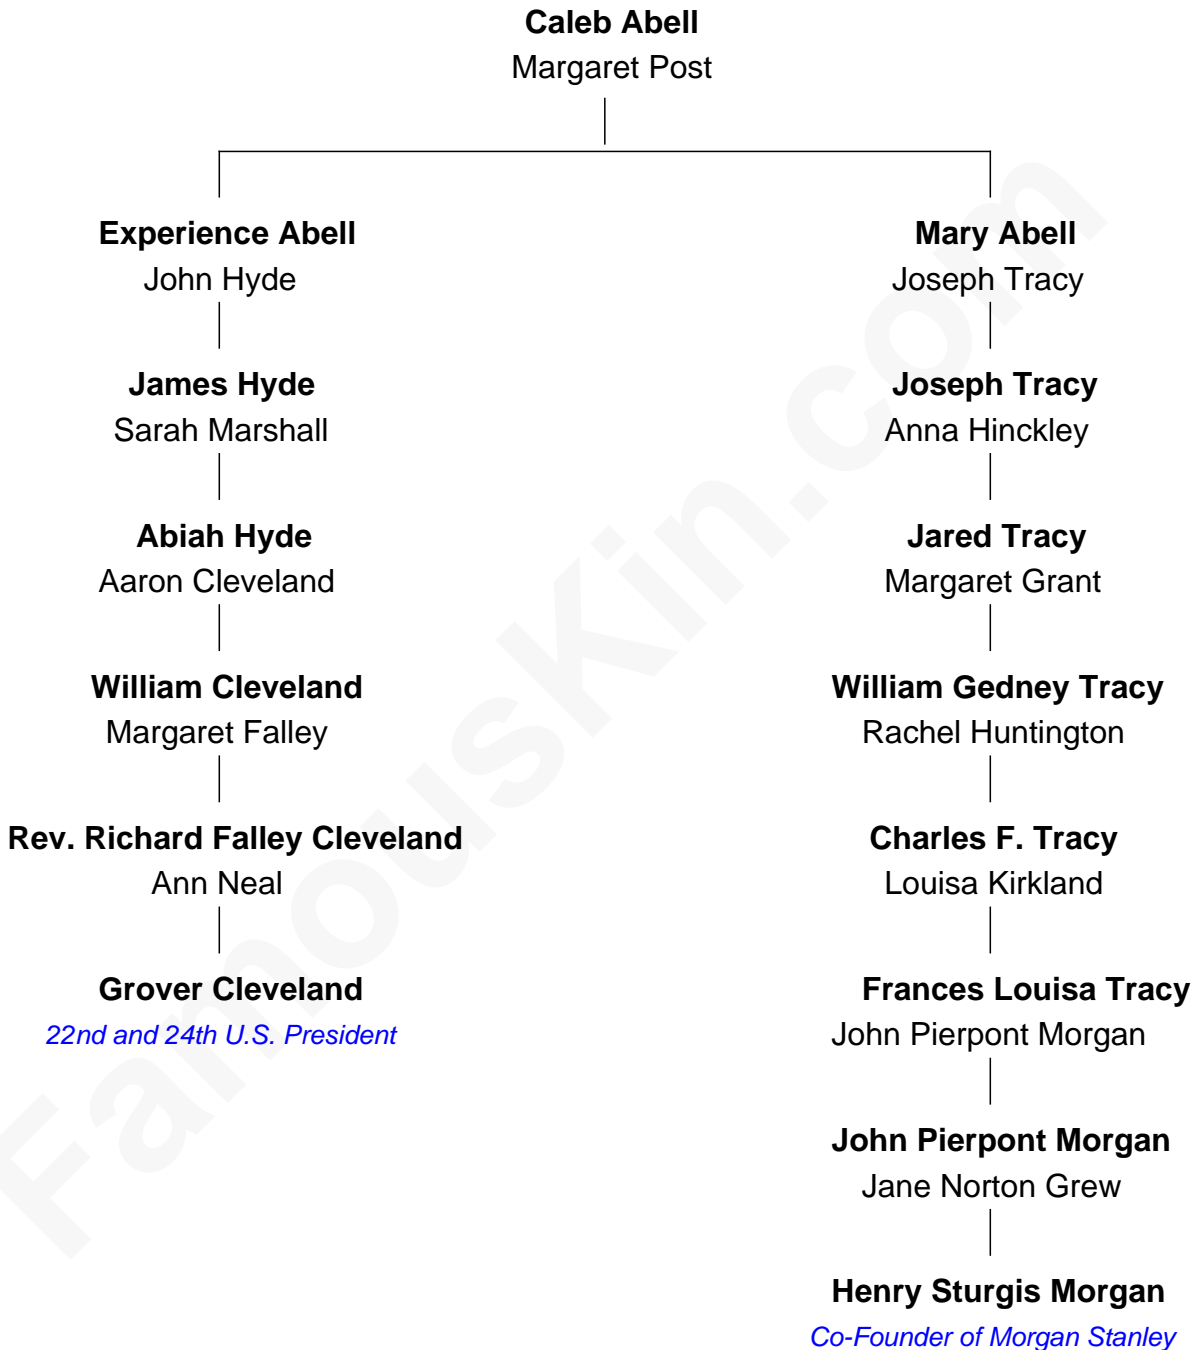 Caleb Abell
Margaret Post
Experience Abell
John Hyde
Mary Abell
Joseph Tracy
James Hyde
Sarah Marshall
Joseph Tracy
Anna Hinckley
Abiah Hyde
Aaron Cleveland
Jared Tracy
Margaret Grant
William Cleveland
Margaret Falley
William Gedney Tracy
Rachel Huntington
Rev. Richard Falley Cleveland
Ann Neal
Charles F. Tracy
Louisa Kirkland
Grover Cleveland
22nd and 24th U.S. President
Frances Louisa Tracy
John Pierpont Morgan
John Pierpont Morgan
Jane Norton Grew
Henry Sturgis Morgan
Co-Founder of Morgan Stanley
FamousKin.com